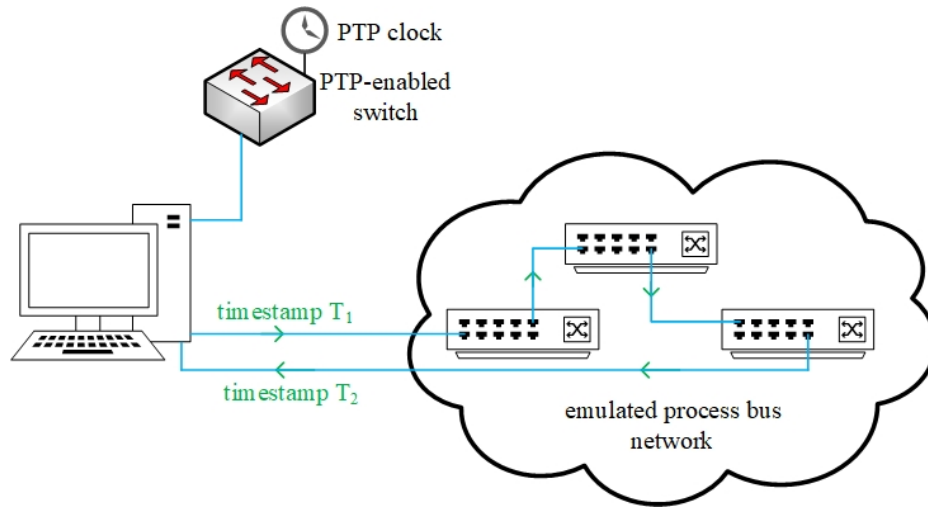 PTP clock
PTP-enabled
switch
timestamp T₁
timestamp T₂
emulated process bus
network